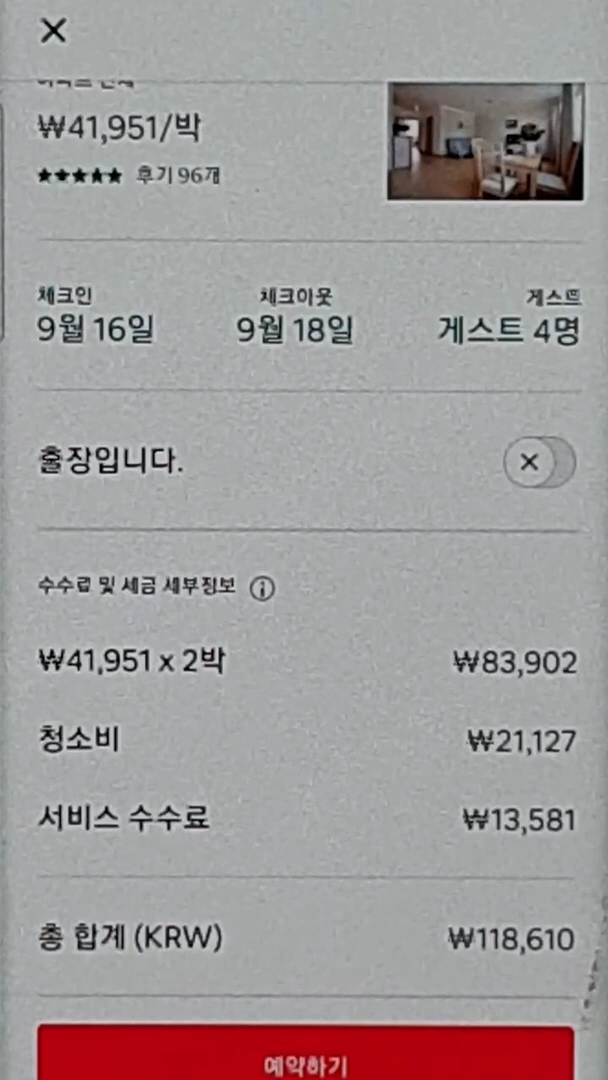 ₩41,951/박
★★★★★ 후기 96개
체크인 체크아웃 게스트
9월 16일 9월 18일 게스트 4명
출장입니다.
수수료 및 세금 세부정보
₩41,951 x 2박 ₩83,902
청소비 ₩21,127
서비스 수수료 ₩13,581
총 합계 (KRW) ₩118,610
예약하기